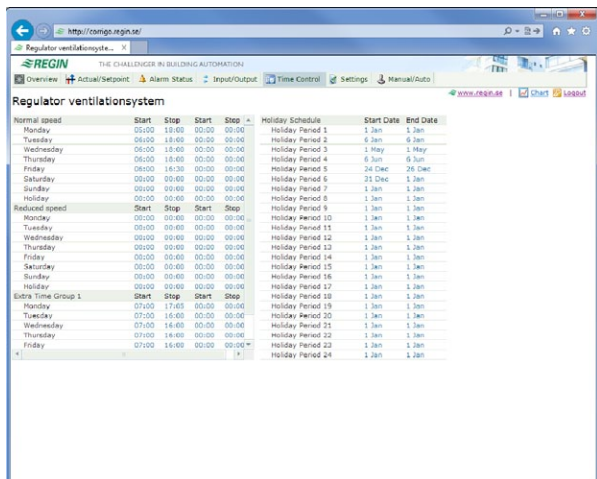 http://corrigo.regin.se/
Regulator ventilationsyste... X
REGIN THE CHALLENGER IN BUILDING AUTOMATION
Overview Actual/Setpoint Alarm Status Input/Output Time Control Settings Manual/Auto
www.regin.se | Chart Logout
Regulator ventilationsystem
Normal speed Start Stop Start Stop
Monday 05:00 18:00 00:00 00:00
Tuesday 06:00 18:00 00:00 00:00
Wednesday 06:00 18:00 00:00 00:00
Thursday 06:00 18:00 00:00 00:00
Friday 06:00 16:30 00:00 00:00
Saturday 00:00 00:00 00:00 00:00
Sunday 00:00 00:00 00:00 00:00
Holiday 00:00 00:00 00:00 00:00
Reduced speed Start Stop Start Stop
Monday 00:00 00:00 00:00 00:00
Tuesday 00:00 00:00 00:00 00:00
Wednesday 00:00 00:00 00:00 00:00
Thursday 00:00 00:00 00:00 00:00
Friday 00:00 00:00 00:00 00:00
Saturday 00:00 00:00 00:00 00:00
Sunday 00:00 00:00 00:00 00:00
Holiday 00:00 00:00 00:00 00:00
Extra Time Group 1 Start Stop Start Stop
Monday 07:00 17:05 00:00 00:00
Tuesday 07:00 16:00 00:00 00:00
Wednesday 07:00 16:00 00:00 00:00
Thursday 07:00 16:00 00:00 00:00
Friday 07:00 16:00 00:00 00:00
Holiday Schedule Start Date End Date
Holiday Period 1 1 Jan 1 Jan
Holiday Period 2 6 Jan 6 Jan
Holiday Period 3 1 May 1 May
Holiday Period 4 6 Jun 6 Jun
Holiday Period 5 24 Dec 26 Dec
Holiday Period 6 31 Dec 1 Jan
Holiday Period 7 1 Jan 1 Jan
Holiday Period 8 1 Jan 1 Jan
Holiday Period 9 1 Jan 1 Jan
Holiday Period 10 1 Jan 1 Jan
Holiday Period 11 1 Jan 1 Jan
Holiday Period 12 1 Jan 1 Jan
Holiday Period 13 1 Jan 1 Jan
Holiday Period 14 1 Jan 1 Jan
Holiday Period 15 1 Jan 1 Jan
Holiday Period 16 1 Jan 1 Jan
Holiday Period 17 1 Jan 1 Jan
Holiday Period 18 1 Jan 1 Jan
Holiday Period 19 1 Jan 1 Jan
Holiday Period 20 1 Jan 1 Jan
Holiday Period 21 1 Jan 1 Jan
Holiday Period 22 1 Jan 1 Jan
Holiday Period 23 1 Jan 1 Jan
Holiday Period 24 1 Jan 1 Jan